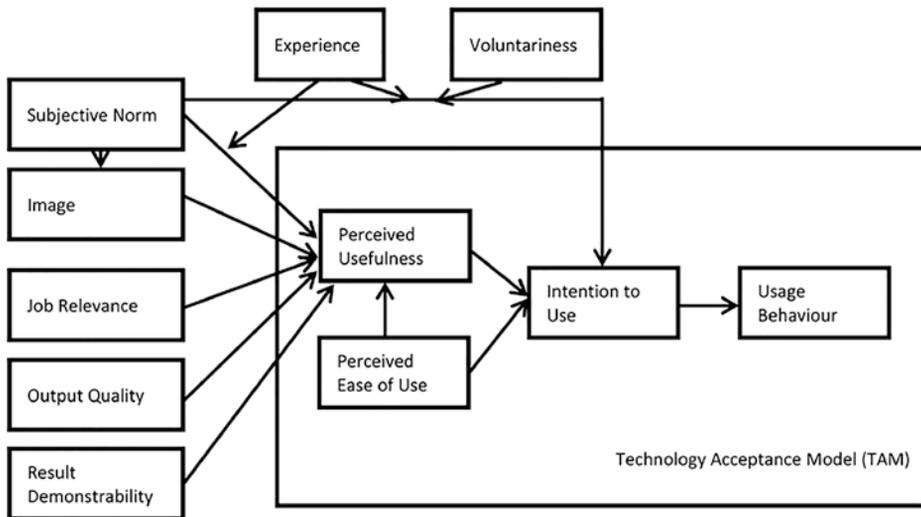 Experience
Voluntariness
Subjective Norm
Image
Perceived
Usefulness
Job Relevance
Intention to
Use
Usage
Behaviour
Perceived
Ease of Use
Output Quality
Result
Demonstrability
Technology Acceptance Model (TAM)